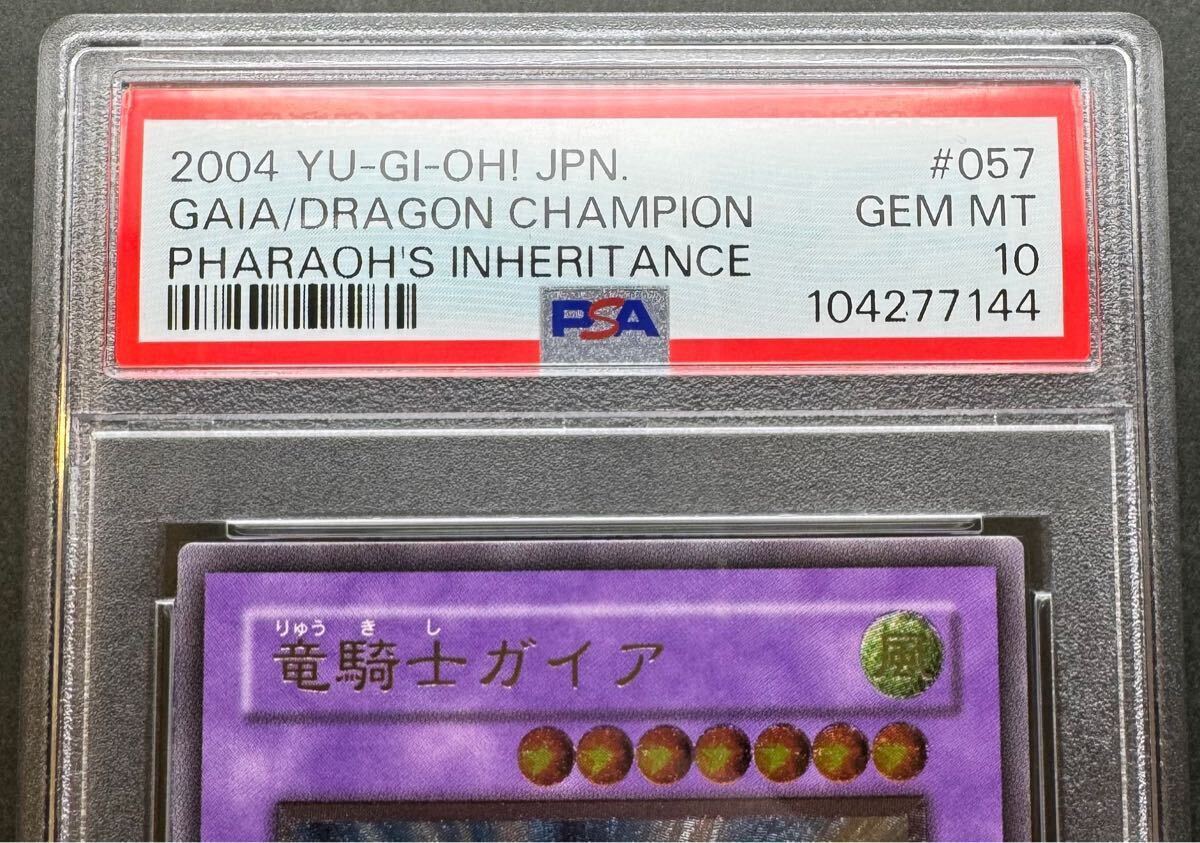 2004 YU-GI-OH! JPN. #057
GAIA/DRAGON CHAMPION GEM MT
PHARAOH'S INHERITANCE 10
PSA 104277144
りゅう き し
竜騎士ガイア 風